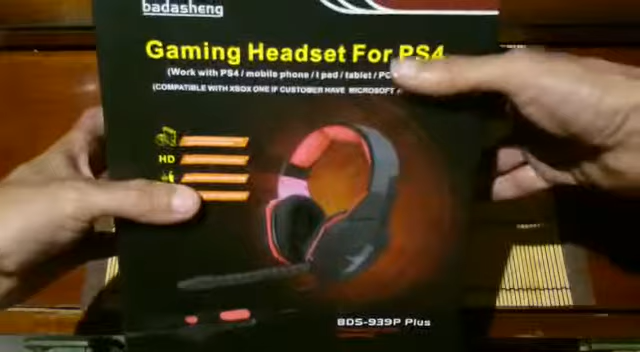 badasheng
Gaming Headset For PS4
(Work with PS4 / mobile phone / I pad / tablet / PC
(COMPATIBLE WITH XBOX ONE IF CUSTOMER HAVE MICROSOFT
HD
BDS-939P Plus